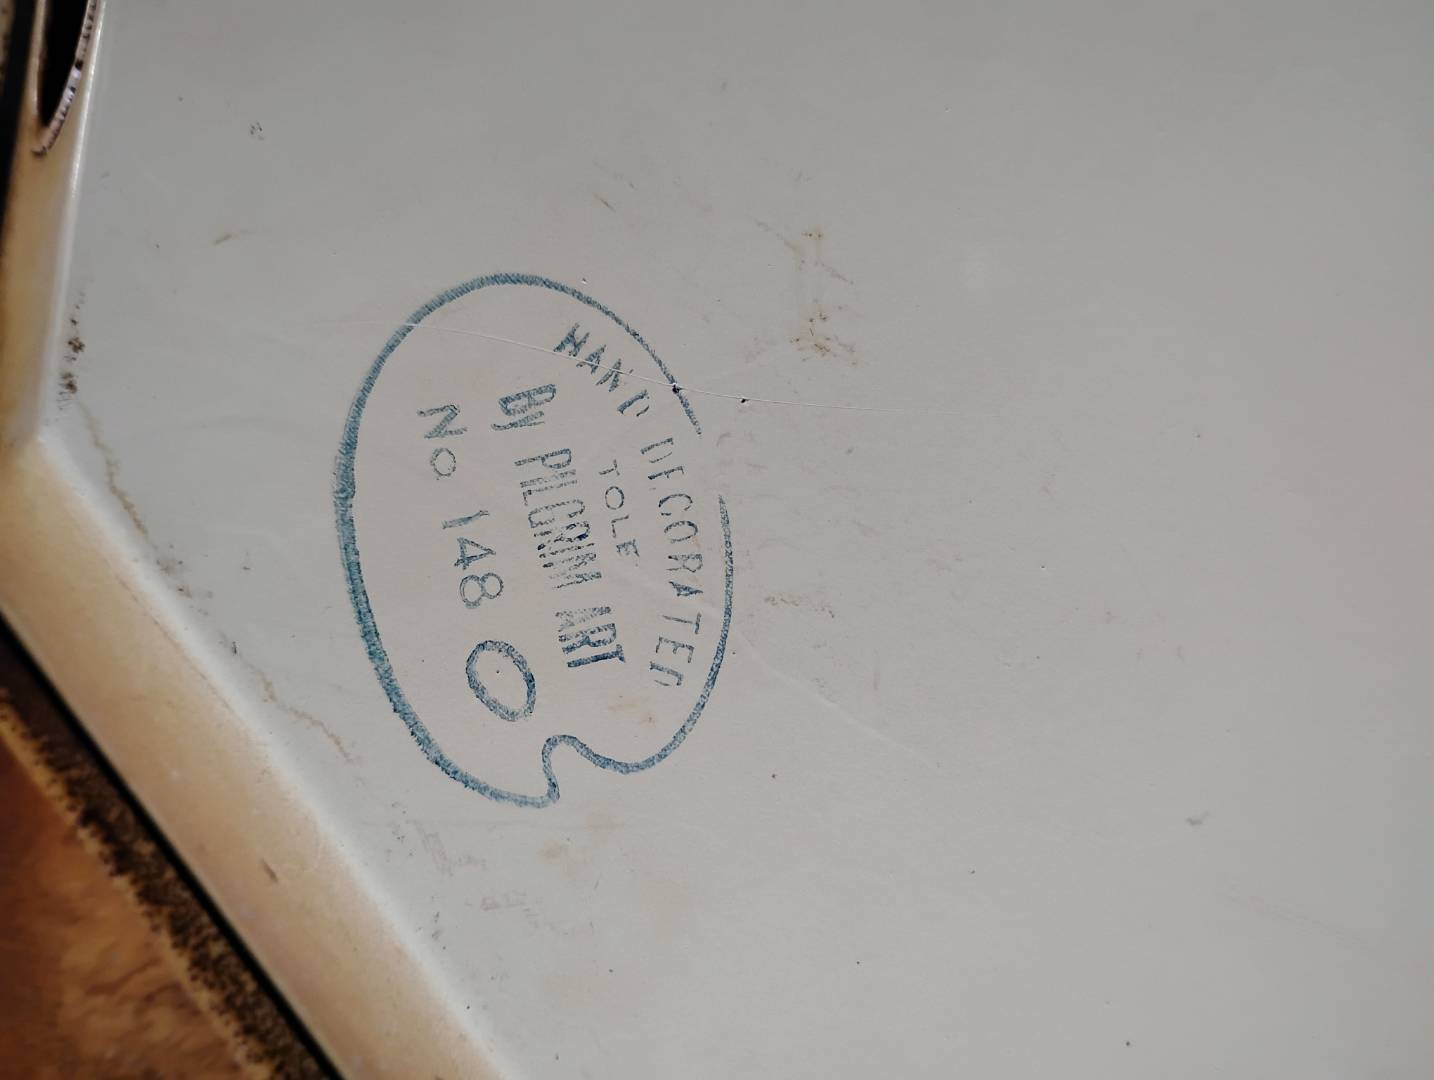 HAND DECORATED
TOLE
By PILGRIM ART
No 148